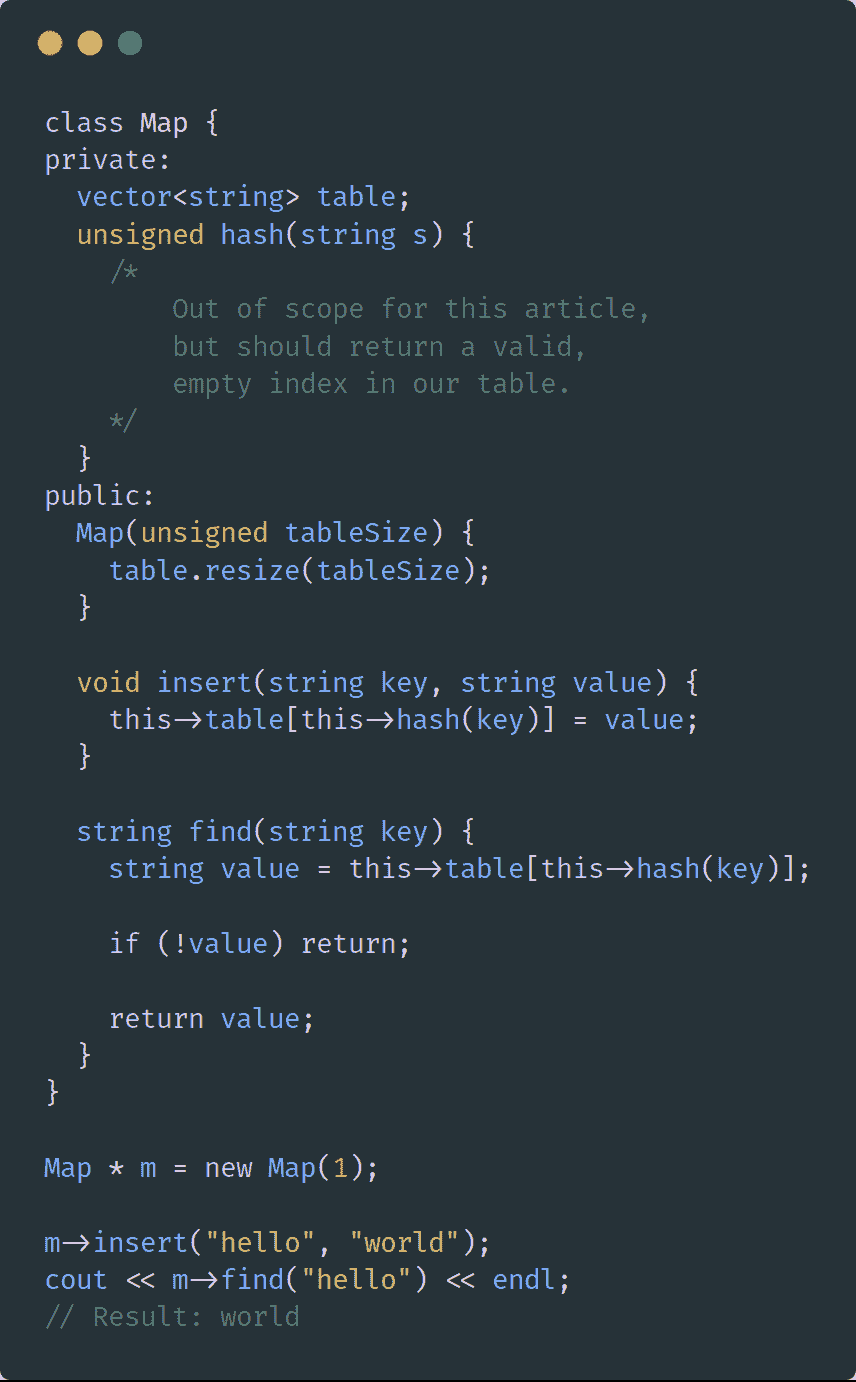 class Map {
private:
  vector<string> table;
  unsigned hash(string s) {
    /*
        Out of scope for this article,
        but should return a valid,
        empty index in our table.
    */
  }
public:
  Map(unsigned tableSize) {
    table.resize(tableSize);
  }

  void insert(string key, string value) {
    this->table[this->hash(key)] = value;
  }

  string find(string key) {
    string value = this->table[this->hash(key)];

    if (!value) return;

    return value;
  }
}

Map * m = new Map(1);

m->insert("hello", "world");
cout << m->find("hello") << endl;
// Result: world